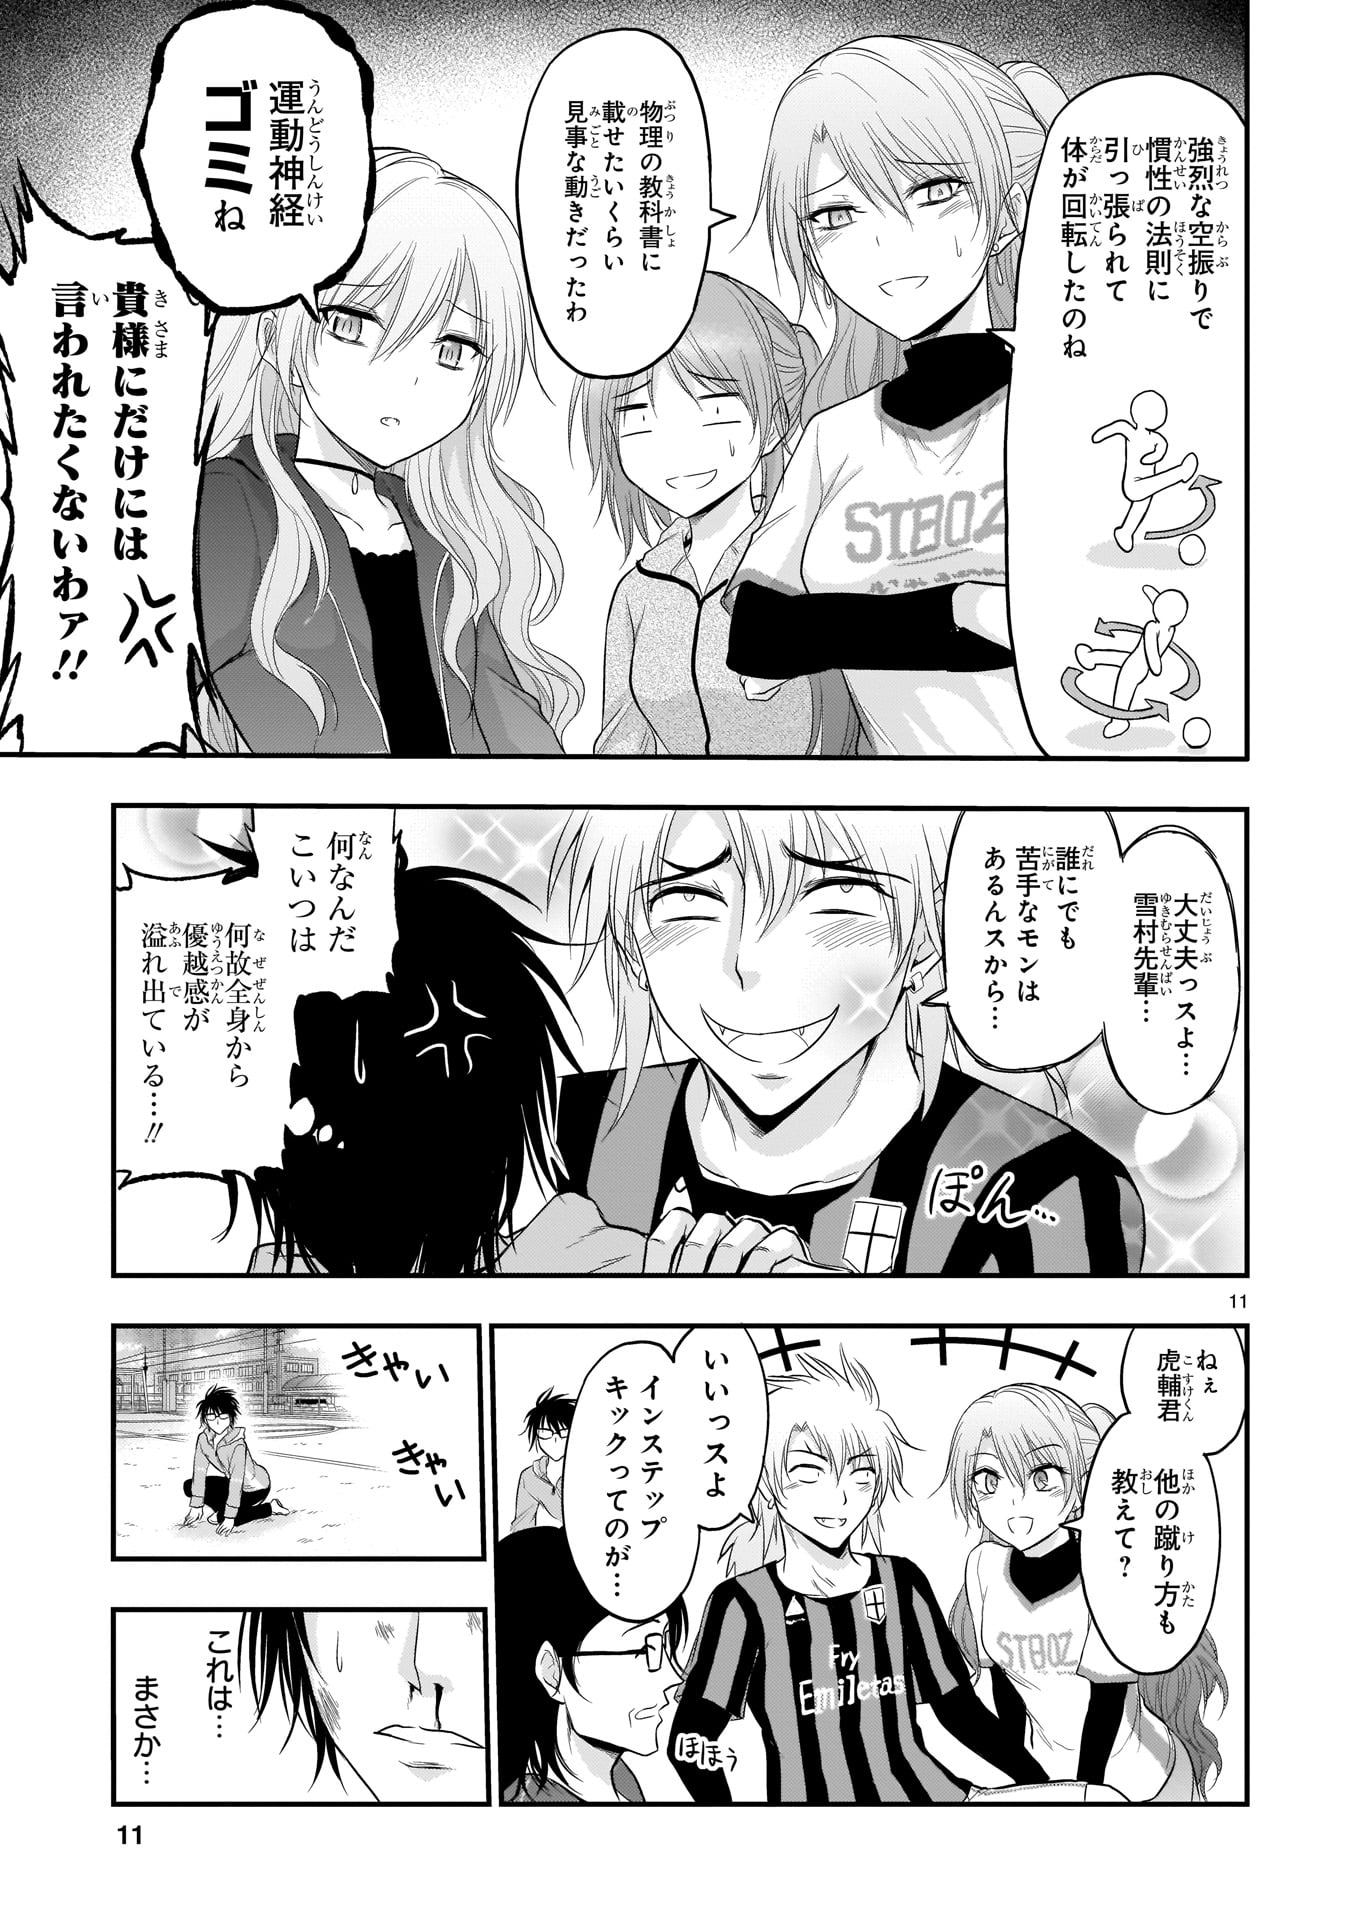 強烈な空振りで
慣性の法則に
引っ張られて
体が回転したのね
物理の教科書に
載せたいくらい
見事な動きだったわ
運動神経
ゴミね
貴様にだけには
言われたくないわァ!!
STBOZ
大丈夫っスよ…
雪村先輩…
誰にでも
苦手なモンは
あるんスから…
ぽん…
何なんだ
こいつは
何故全身から
優越感が
溢れ出ている…!!
11
ねぇ
虎輔君
他の蹴り方も
教えて?
いいっスよ
インステップ
キックってのが…
STBOZ
Fry
Emiletas
ほほう
きゃい
きゃい
これは…
まさか…
11